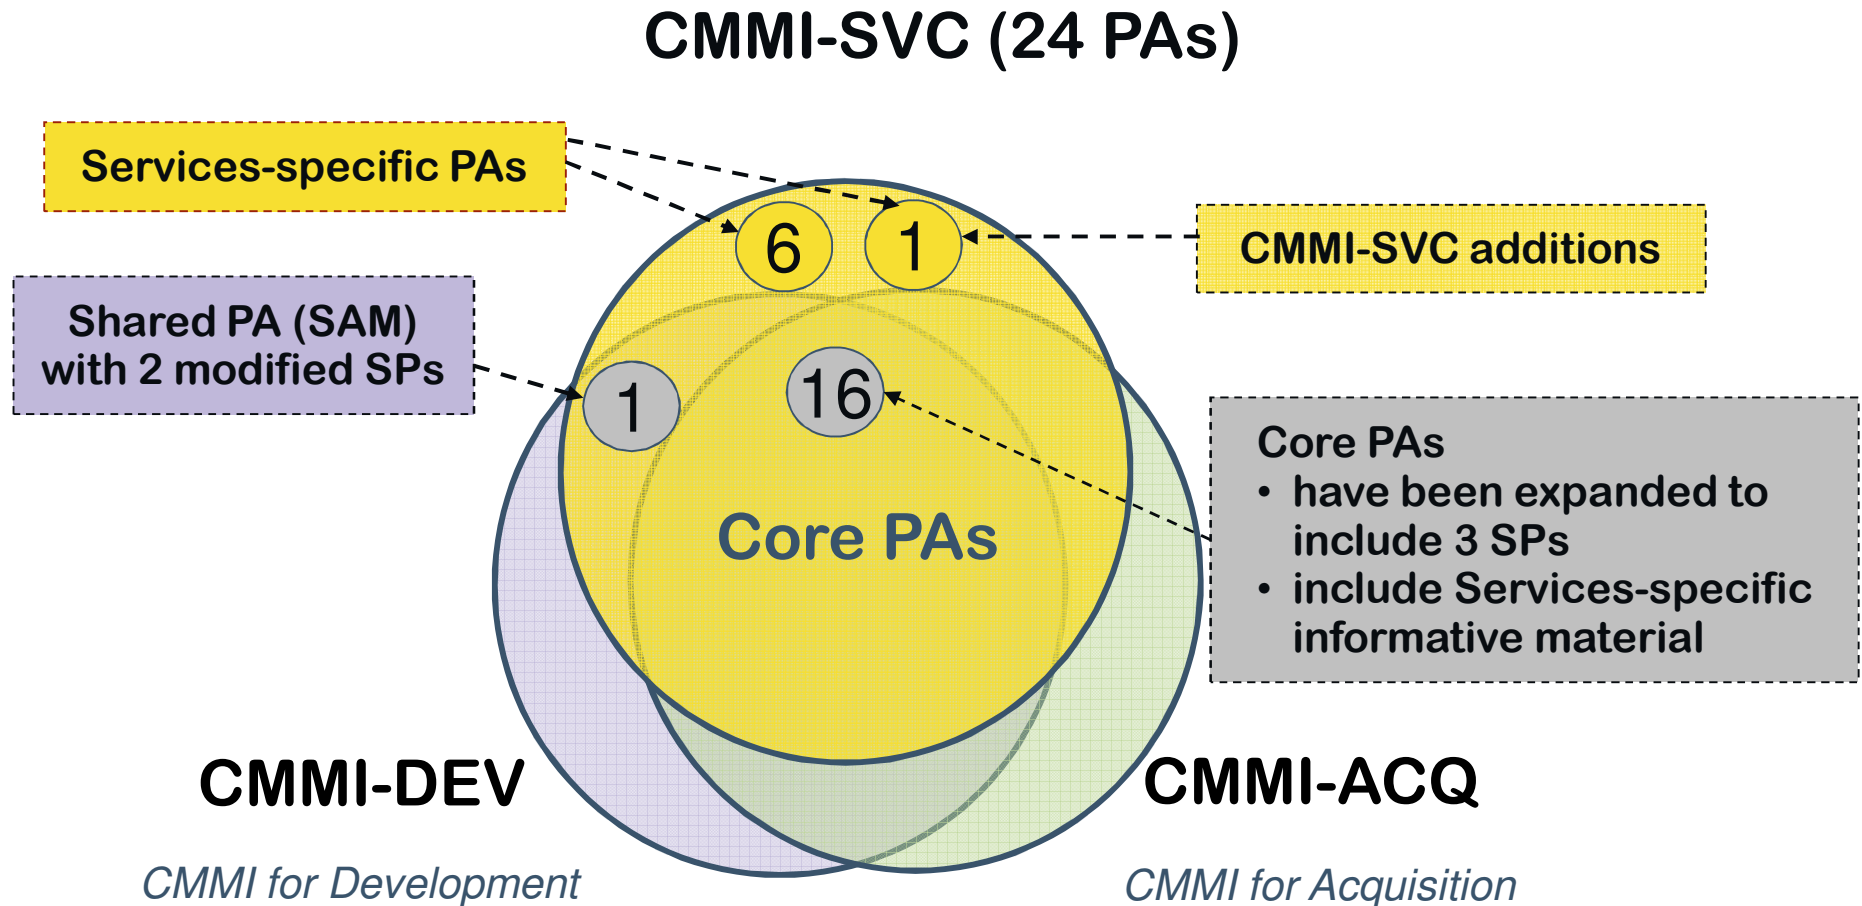 CMMI-SVC (24 PAs)
Services-specific PAs
6
1
CMMI-SVC additions
Shared PA (SAM)
with 2 modified SPs
1
16
Core PAs
• have been expanded to
include 3 SPs
• include Services-specific
informative material
Core PAs
CMMI-DEV
CMMI-ACQ
CMMI for Development
CMMI for Acquisition